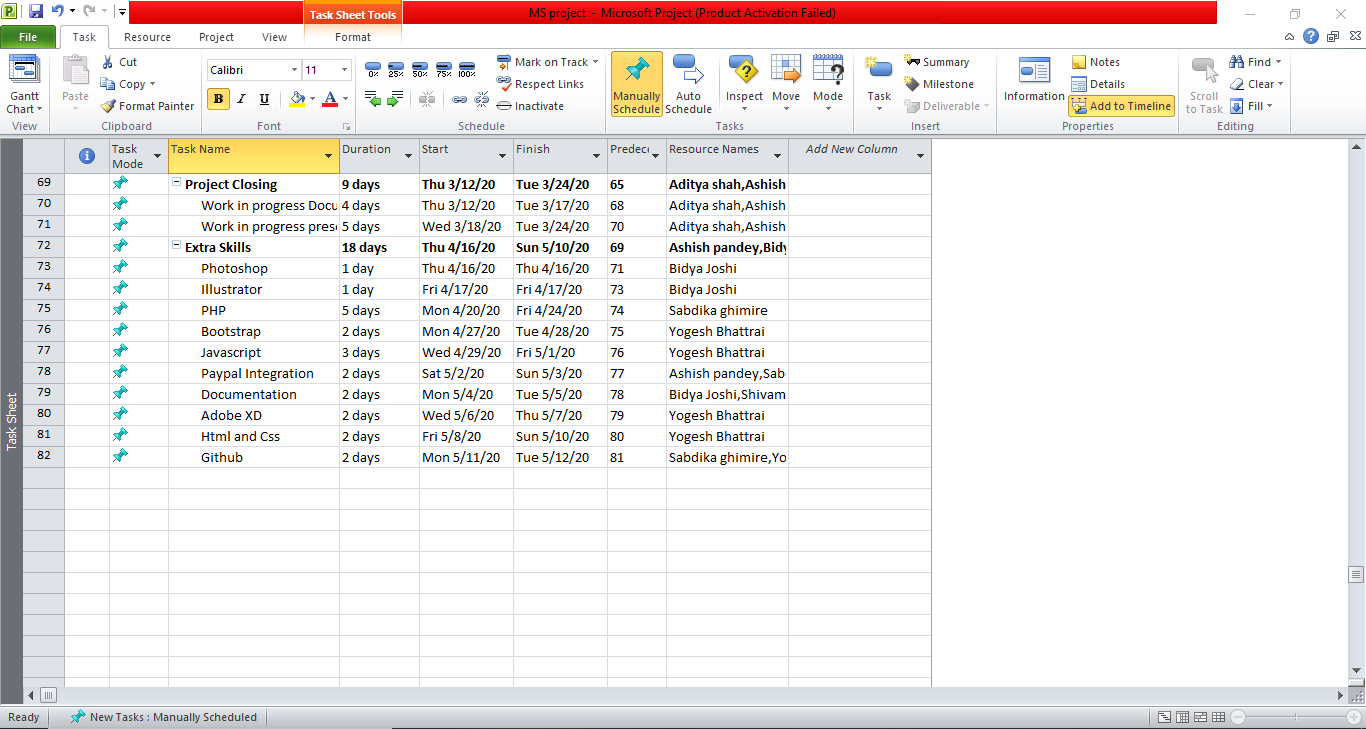 MS project - Microsoft Project (Product Activation Failed)
Task Sheet Tools
File Task Resource Project View Format
Gantt Chart View
Paste Cut Copy Format Painter Clipboard
Calibri 11 B I U Font
0% 25% 50% 75% 100% Mark on Track Respect Links Inactivate Schedule
Manually Schedule Auto Schedule Inspect Move Mode Tasks
Task Summary Milestone Deliverable Insert
Information Notes Details Add to Timeline Properties
Scroll to Task Find Clear Fill Editing
Task Mode Task Name Duration Start Finish Predec Resource Names Add New Column
69 Project Closing 9 days Thu 3/12/20 Tue 3/24/20 65 Aditya shah,Ashish
70 Work in progress Docu 4 days Thu 3/12/20 Tue 3/17/20 68 Aditya shah,Ashish
71 Work in progress prese 5 days Wed 3/18/20 Tue 3/24/20 70 Aditya shah,Ashish
72 Extra Skills 18 days Thu 4/16/20 Sun 5/10/20 69 Ashish pandey,Bidy
73 Photoshop 1 day Thu 4/16/20 Thu 4/16/20 71 Bidya Joshi
74 Illustrator 1 day Fri 4/17/20 Fri 4/17/20 73 Bidya Joshi
75 PHP 5 days Mon 4/20/20 Fri 4/24/20 74 Sabdika ghimire
76 Bootstrap 2 days Mon 4/27/20 Tue 4/28/20 75 Yogesh Bhattrai
77 Javascript 3 days Wed 4/29/20 Fri 5/1/20 76 Yogesh Bhattrai
78 Paypal Integration 2 days Sat 5/2/20 Sun 5/3/20 77 Ashish pandey,Sab
79 Documentation 2 days Mon 5/4/20 Tue 5/5/20 78 Bidya Joshi,Shivam
80 Adobe XD 2 days Wed 5/6/20 Thu 5/7/20 79 Yogesh Bhattrai
81 Html and Css 2 days Fri 5/8/20 Sun 5/10/20 80 Yogesh Bhattrai
82 Github 2 days Mon 5/11/20 Tue 5/12/20 81 Sabdika ghimire,Yo
Task Sheet
Ready New Tasks : Manually Scheduled